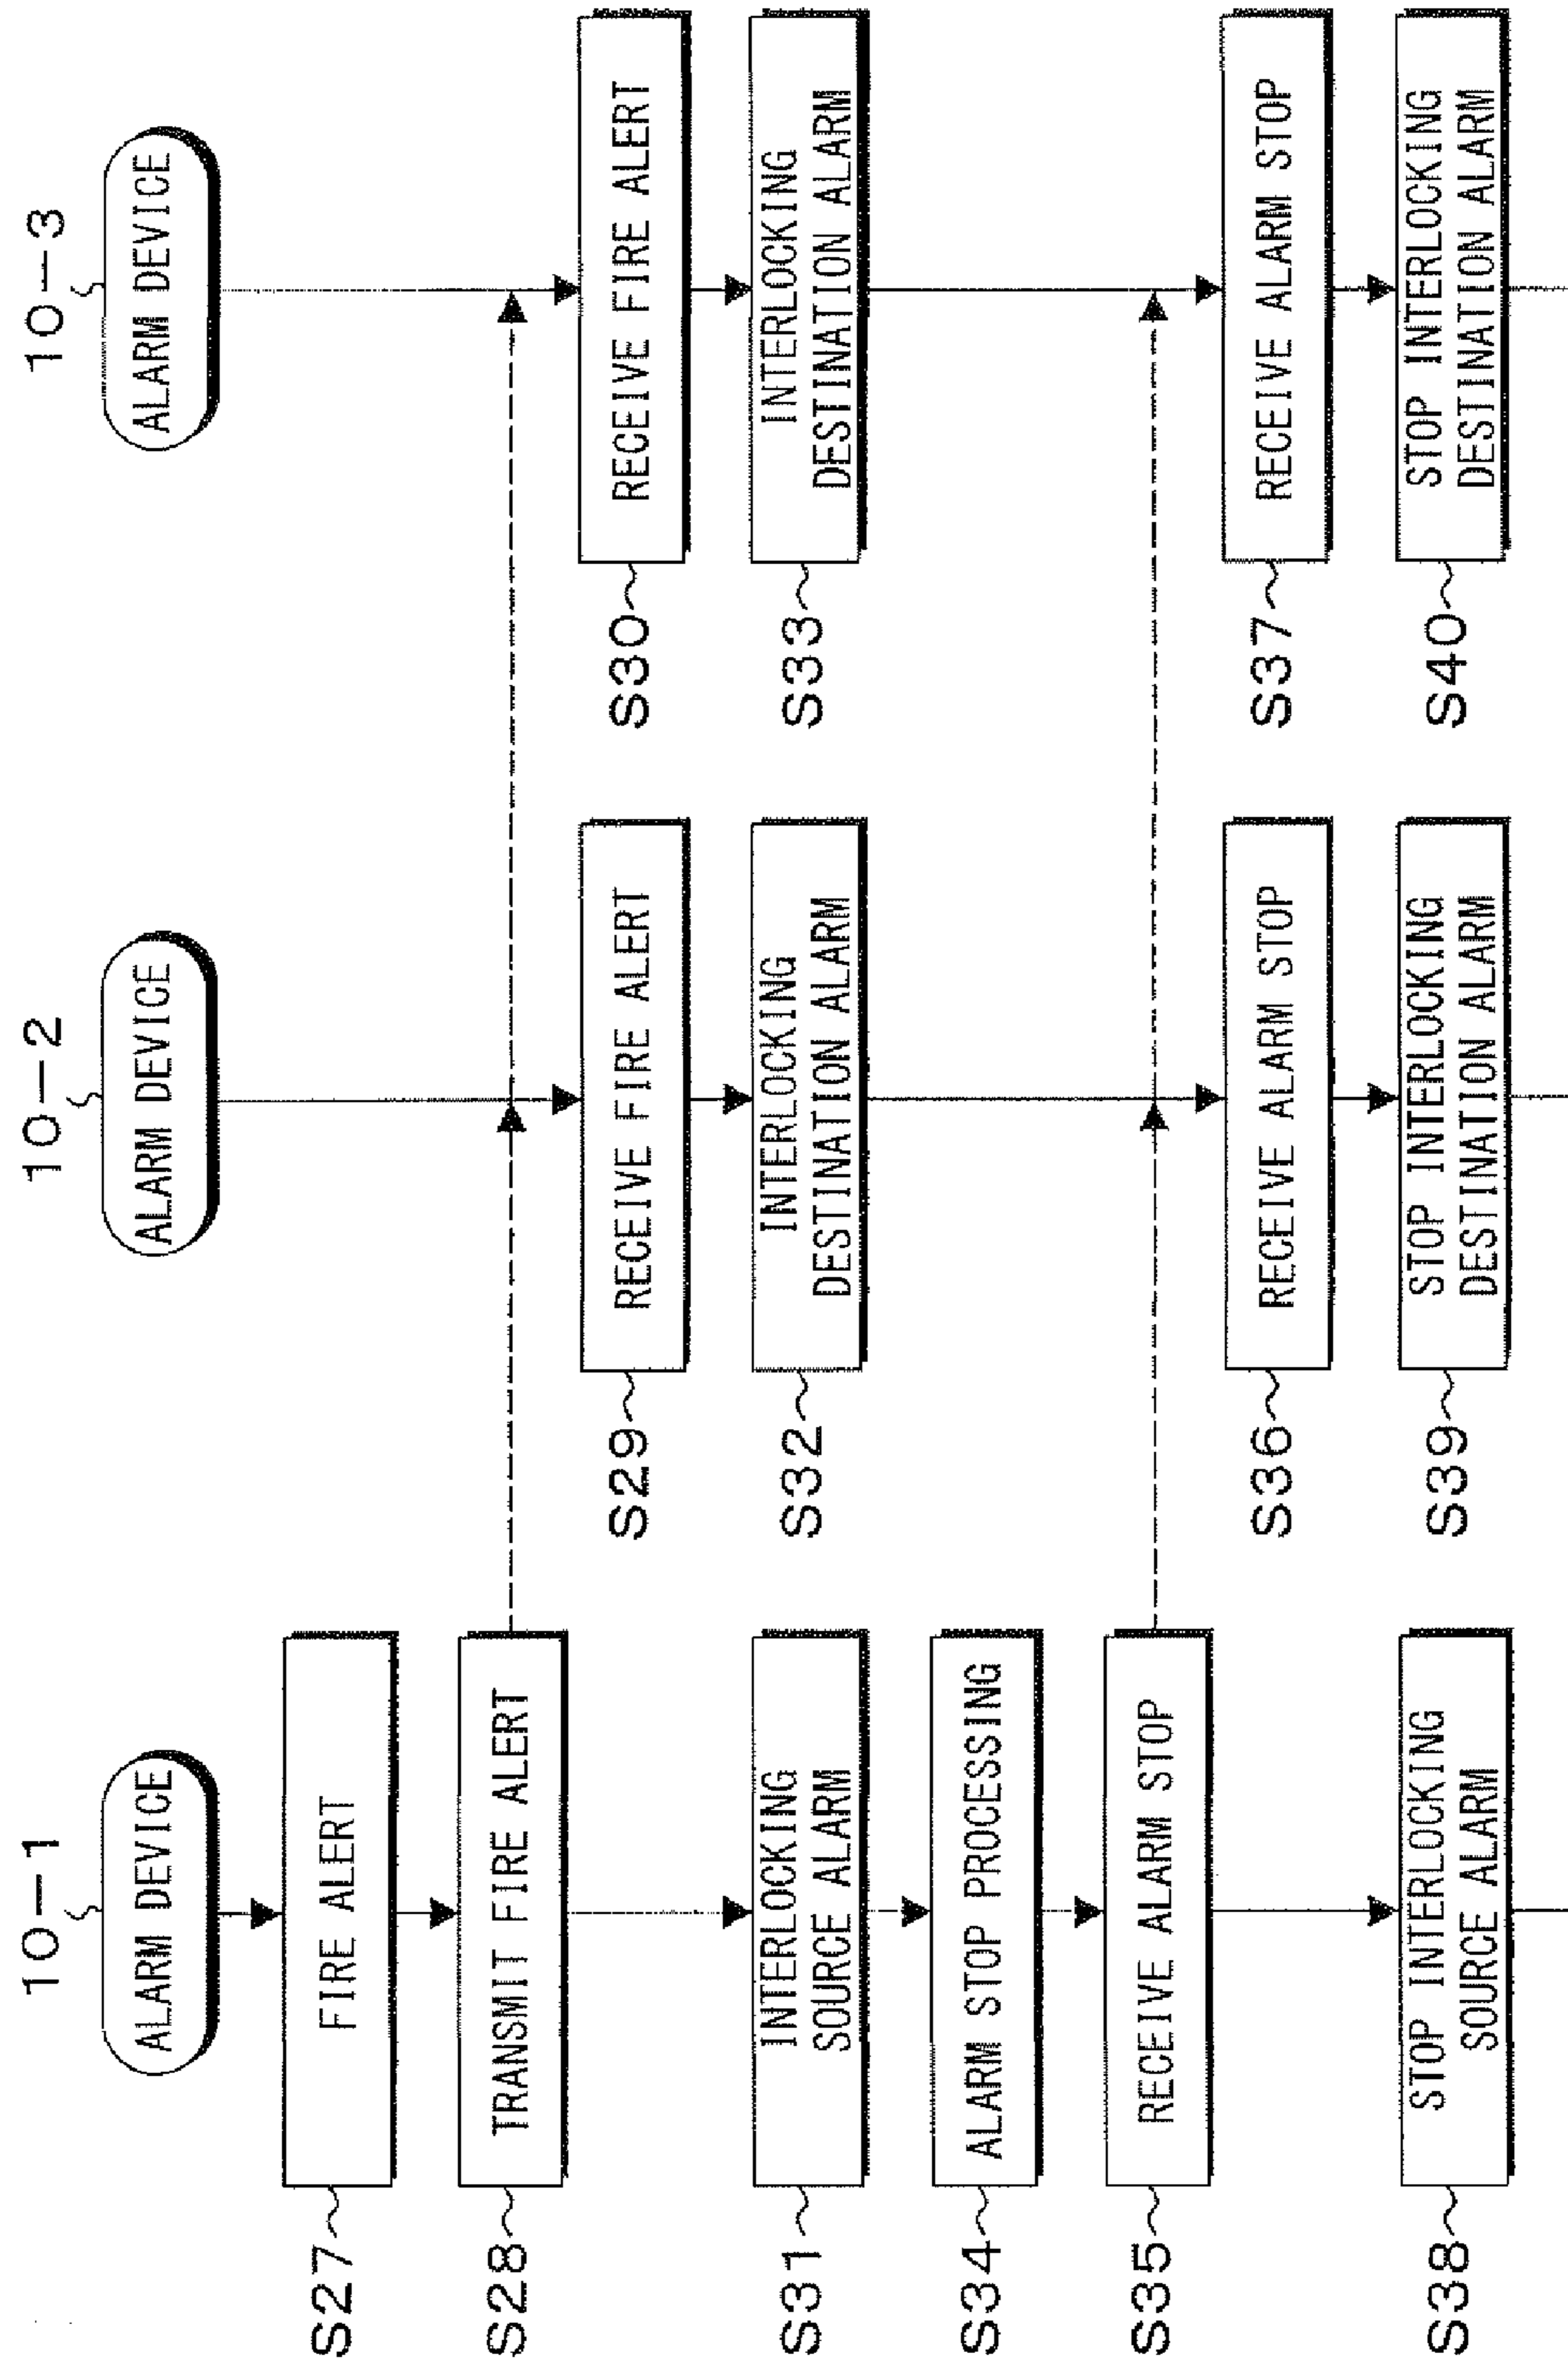 10-1
ALARM DEVICE
S27
FIRE ALERT
S28
TRANSMIT FIRE ALERT
S31
INTERLOCKING
SOURCE ALARM
S34
ALARM STOP PROCESSING
S35
RECEIVE ALARM STOP
S38
STOP INTERLOCKING
SOURCE ALARM
10-2
ALARM DEVICE
S29
RECEIVE FIRE ALERT
S32
INTERLOCKING
DESTINATION ALARM
S36
RECEIVE ALARM STOP
S39
STOP INTERLOCKING
DESTINATION ALARM
10-3
ALARM DEVICE
S30
RECEIVE FIRE ALERT
S33
INTERLOCKING
DESTINATION ALARM
S37
RECEIVE ALARM STOP
S40
STOP INTERLOCKING
DESTINATION ALARM